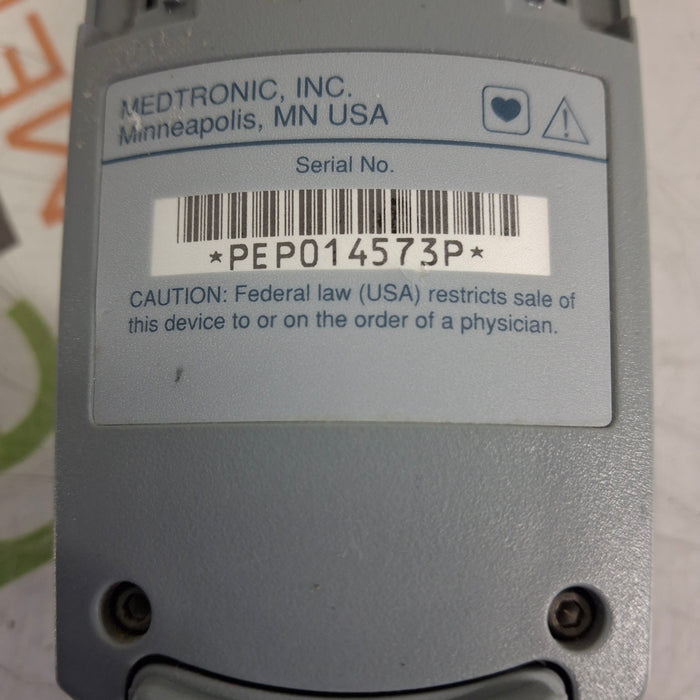 MEDTRONIC, INC.
Minneapolis, MN USA
Serial No.
*PEP014573P*
CAUTION: Federal law (USA) restricts sale of
this device to or on the order of a physician.